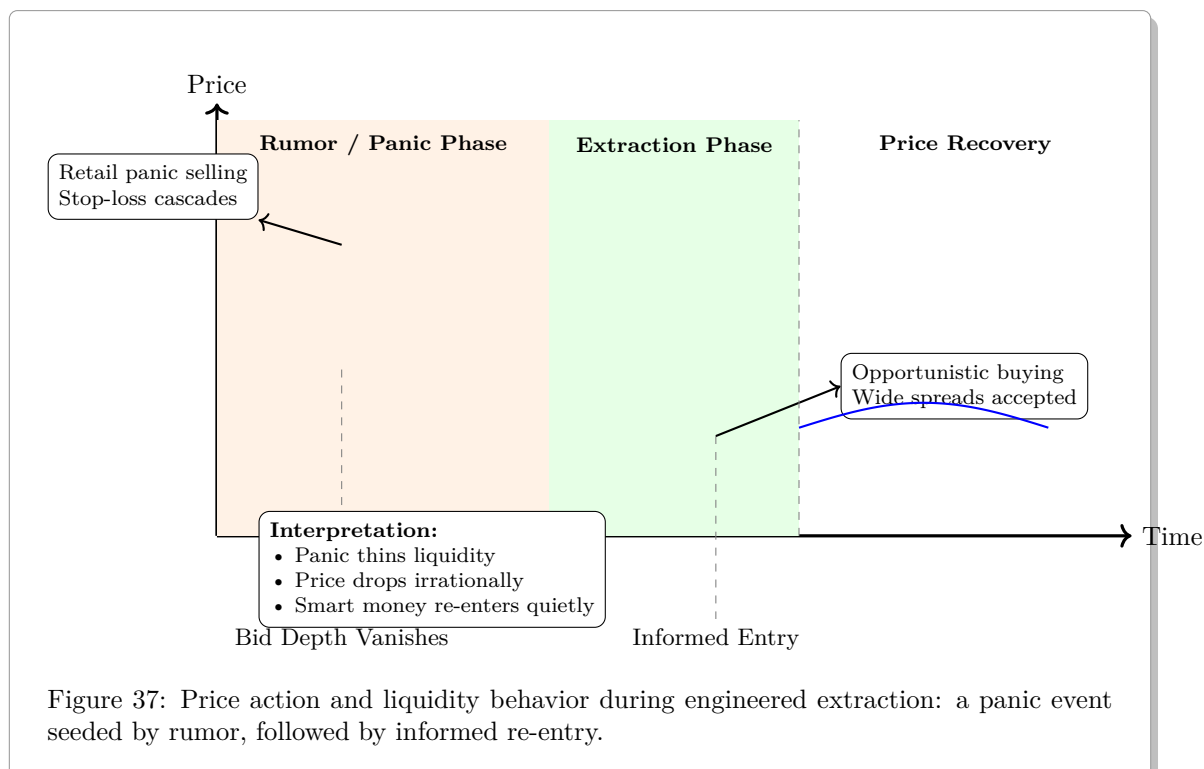 Price
Rumor / Panic Phase
Extraction Phase
Price Recovery
Retail panic selling
Stop-loss cascades
Opportunistic buying
Wide spreads accepted
Time
Interpretation:
• Panic thins liquidity
• Price drops irrationally
• Smart money re-enters quietly
Bid Depth Vanishes
Informed Entry
Figure 37: Price action and liquidity behavior during engineered extraction: a panic event
seeded by rumor, followed by informed re-entry.